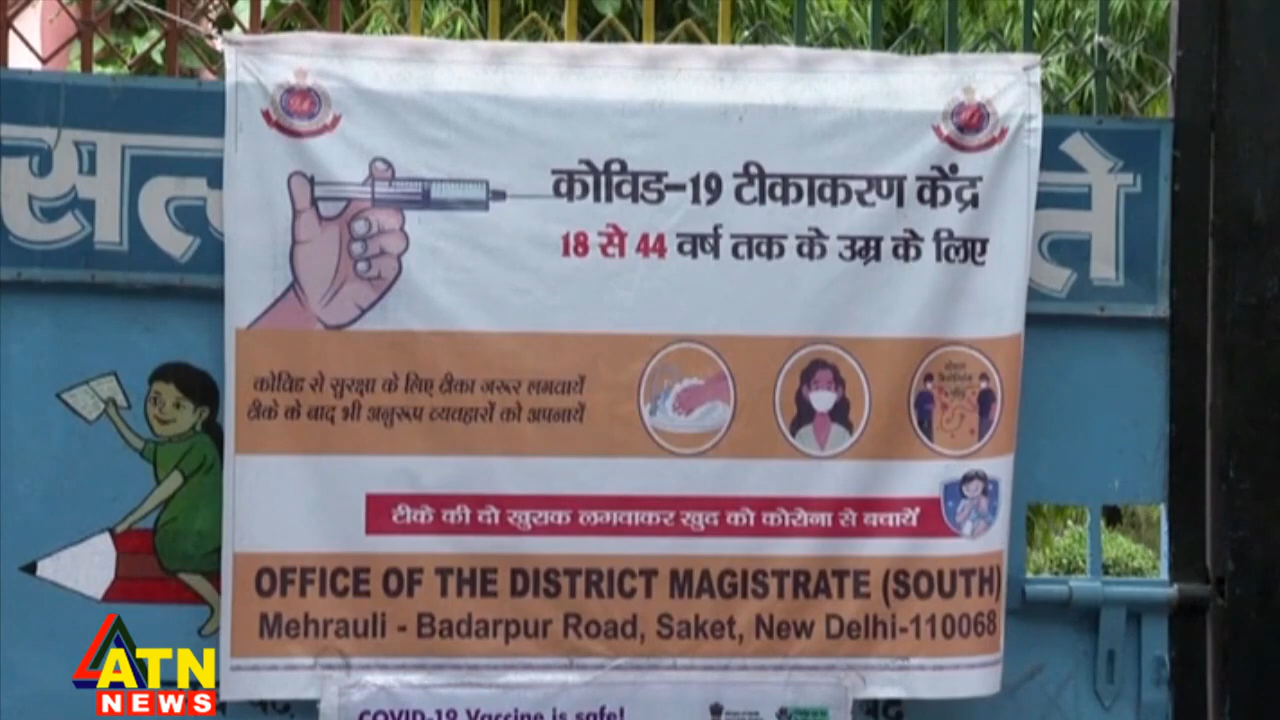 कोविड-19 टीकाकरण केंद्र
18 से 44 वर्ष तक के उम्र के लिए
सत
ते
कोविड से सुरक्षा के लिए टीका जरूर लगवायें
टीके के बाद भी अनुरूप व्यवहारों को अपनायें
टीके की दो खुराक लगवाकर खुद को कोरोना से बचायें
OFFICE OF THE DISTRICT MAGISTRATE (SOUTH)
Mehrauli - Badarpur Road, Saket, New Delhi-110068
ATN
NEWS
COVID-19 Vaccine is safe!